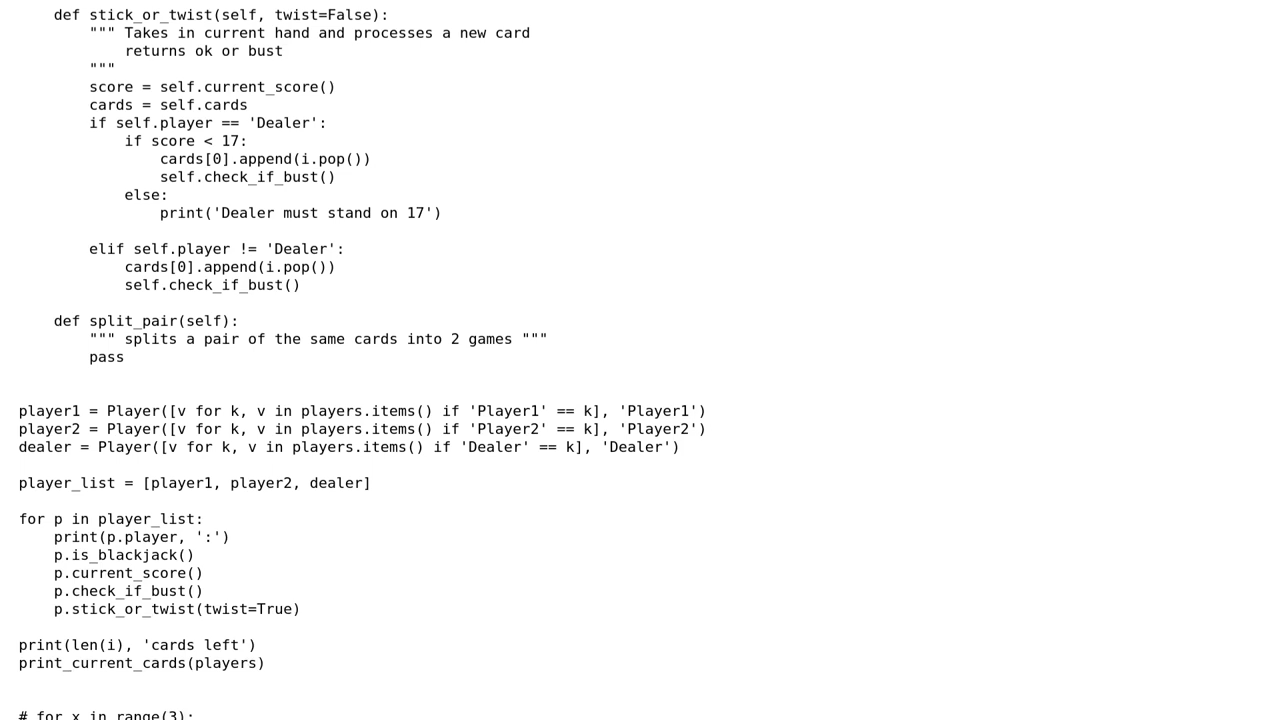 def stick_or_twist(self, twist=False):
        """ Takes in current hand and processes a new card
            returns ok or bust
        """
        score = self.current_score()
        cards = self.cards
        if self.player == 'Dealer':
            if score < 17:
                cards[0].append(i.pop())
                self.check_if_bust()
            else:
                print('Dealer must stand on 17')

        elif self.player != 'Dealer':
            cards[0].append(i.pop())
            self.check_if_bust()

    def split_pair(self):
        """ splits a pair of the same cards into 2 games """
        pass


player1 = Player([v for k, v in players.items() if 'Player1' == k], 'Player1')
player2 = Player([v for k, v in players.items() if 'Player2' == k], 'Player2')
dealer = Player([v for k, v in players.items() if 'Dealer' == k], 'Dealer')

player_list = [player1, player2, dealer]

for p in player_list:
    print(p.player, ':')
    p.is_blackjack()
    p.current_score()
    p.check_if_bust()
    p.stick_or_twist(twist=True)

print(len(i), 'cards left')
print_current_cards(players)


# for x in range(3):